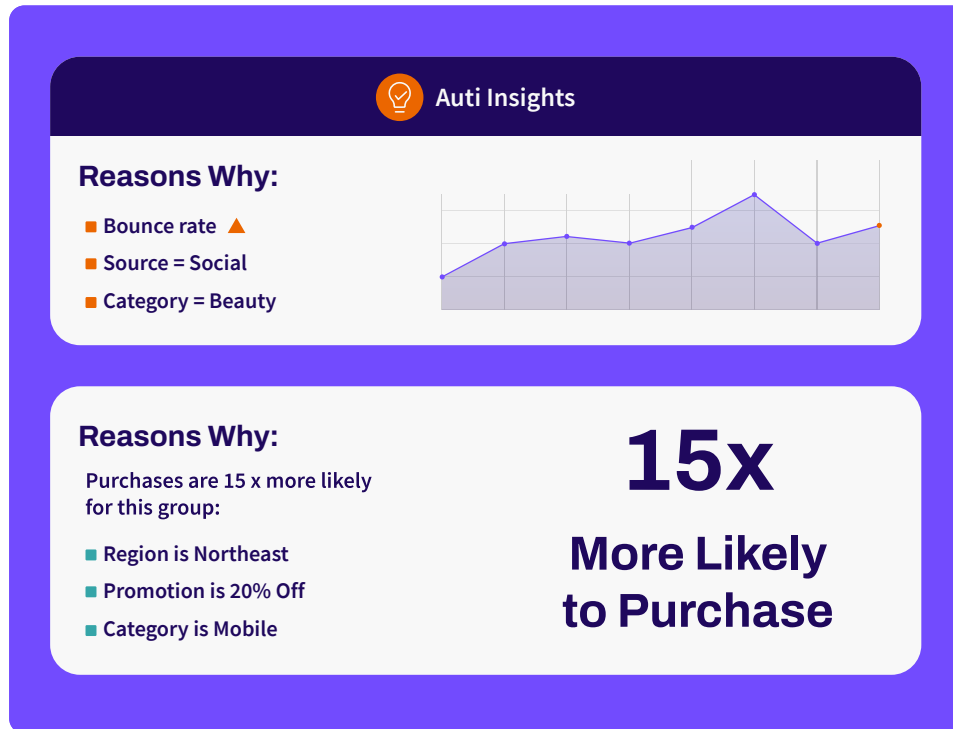 Auti Insights
Reasons Why:
Bounce rate
Source = Social
Category = Beauty
Reasons Why:
Purchases are 15 x more likely
for this group:
Region is Northeast
Promotion is 20% Off
Category is Mobile
15x
More Likely
to Purchase